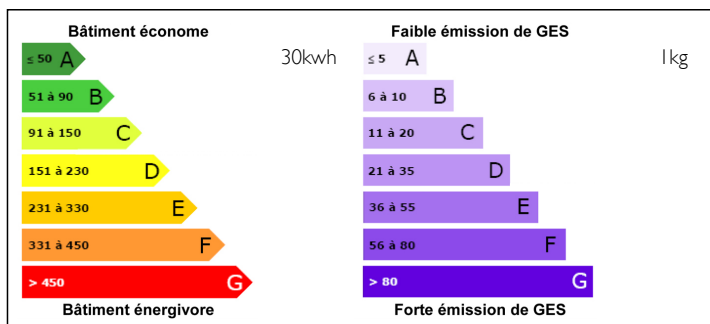 Bâtiment économe
≤ 50 A 30kwh
51 à 90 B
91 à 150 C
151 à 230 D
231 à 330 E
331 à 450 F
> 450 G
Bâtiment énergivore
Faible émission de GES
≤ 5 A 1kg
6 à 10 B
11 à 20 C
21 à 35 D
36 à 55 E
56 à 80 F
> 80 G
Forte émission de GES